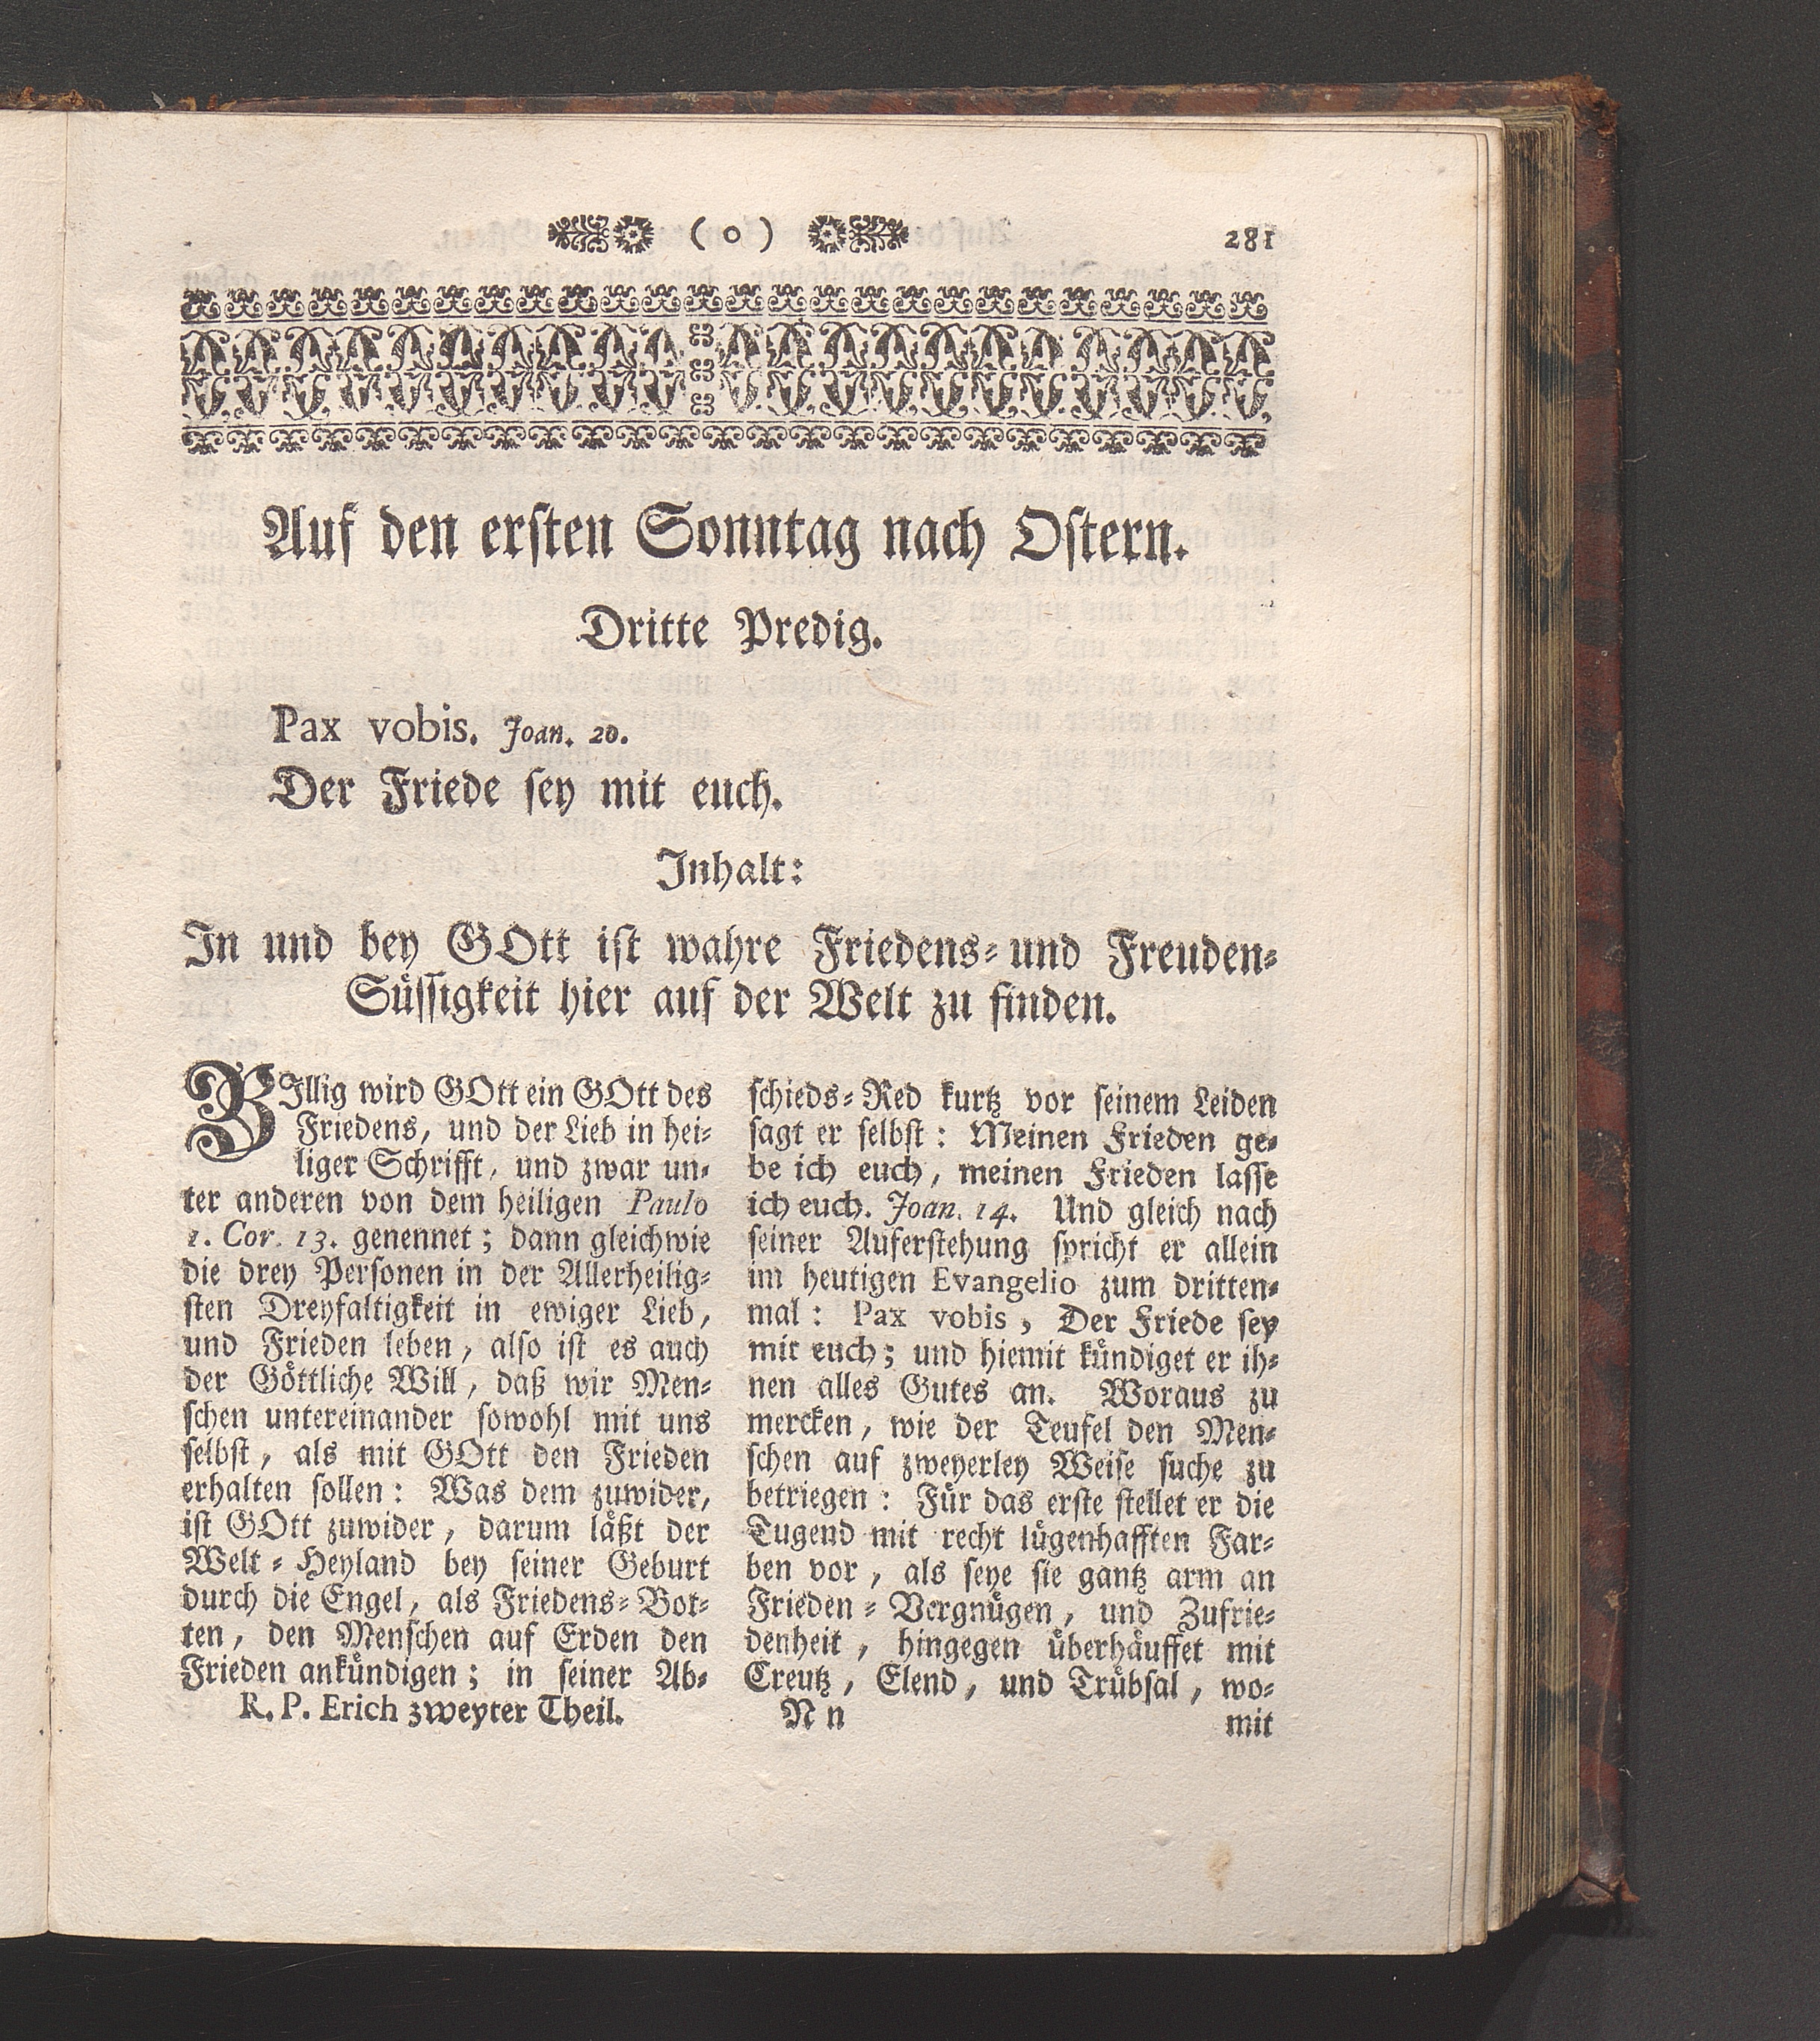 ( o ) 281
Auf den ersten Sonntag nach Ostern.
Dritte Predig.
Pax vobis. Joan. 20.
Der Friede sey mit euch.
Inhalt:
In und bey GOtt ist wahre Friedens- und Freuden-
Süssigkeit hier auf der Welt zu finden.
BIllig wird GOtt ein GOtt des
Friedens, und der Lieb in hei-
liger Schrifft, und zwar un-
ter anderen von dem heiligen Paulo
1. Cor. 13. genennet; dann gleichwie
die drey Personen in der Allerheilig-
sten Dreyfaltigkeit in ewiger Lieb,
und Frieden leben, also ist es auch
der Göttliche Will, daß wir Men-
schen untereinander sowohl mit uns
selbst, als mit GOtt den Frieden
erhalten sollen: Was dem zuwider,
ist GOtt zuwider, darum läßt der
Welt-Heyland bey seiner Geburt
durch die Engel, als Friedens-Bot-
ten, den Menschen auf Erden den
Frieden ankündigen; in seiner Ab-
schieds-Red kurtz vor seinem Leiden
sagt er selbst: Meinen Frieden ge-
be ich euch, meinen Frieden lasse
ich euch. Joan. 14. Und gleich nach
seiner Auferstehung spricht er allein
im heutigen Evangelio zum dritten-
mal: Pax vobis, Der Friede sey
mit euch; und hiemit kündiget er ih-
nen alles Gutes an. Woraus zu
mercken, wie der Teufel den Men-
schen auf zweyerley Weise suche zu
betriegen: Für das erste stellet er die
Tugend mit recht lügenhafften Far-
ben vor, als seye sie gantz arm an
Frieden-Vergnügen, und Zufrie-
denheit, hingegen überhäuffet mit
Creutz, Elend, und Trübsal, wo-
R. P. Erich zweyter Theil. N n mit